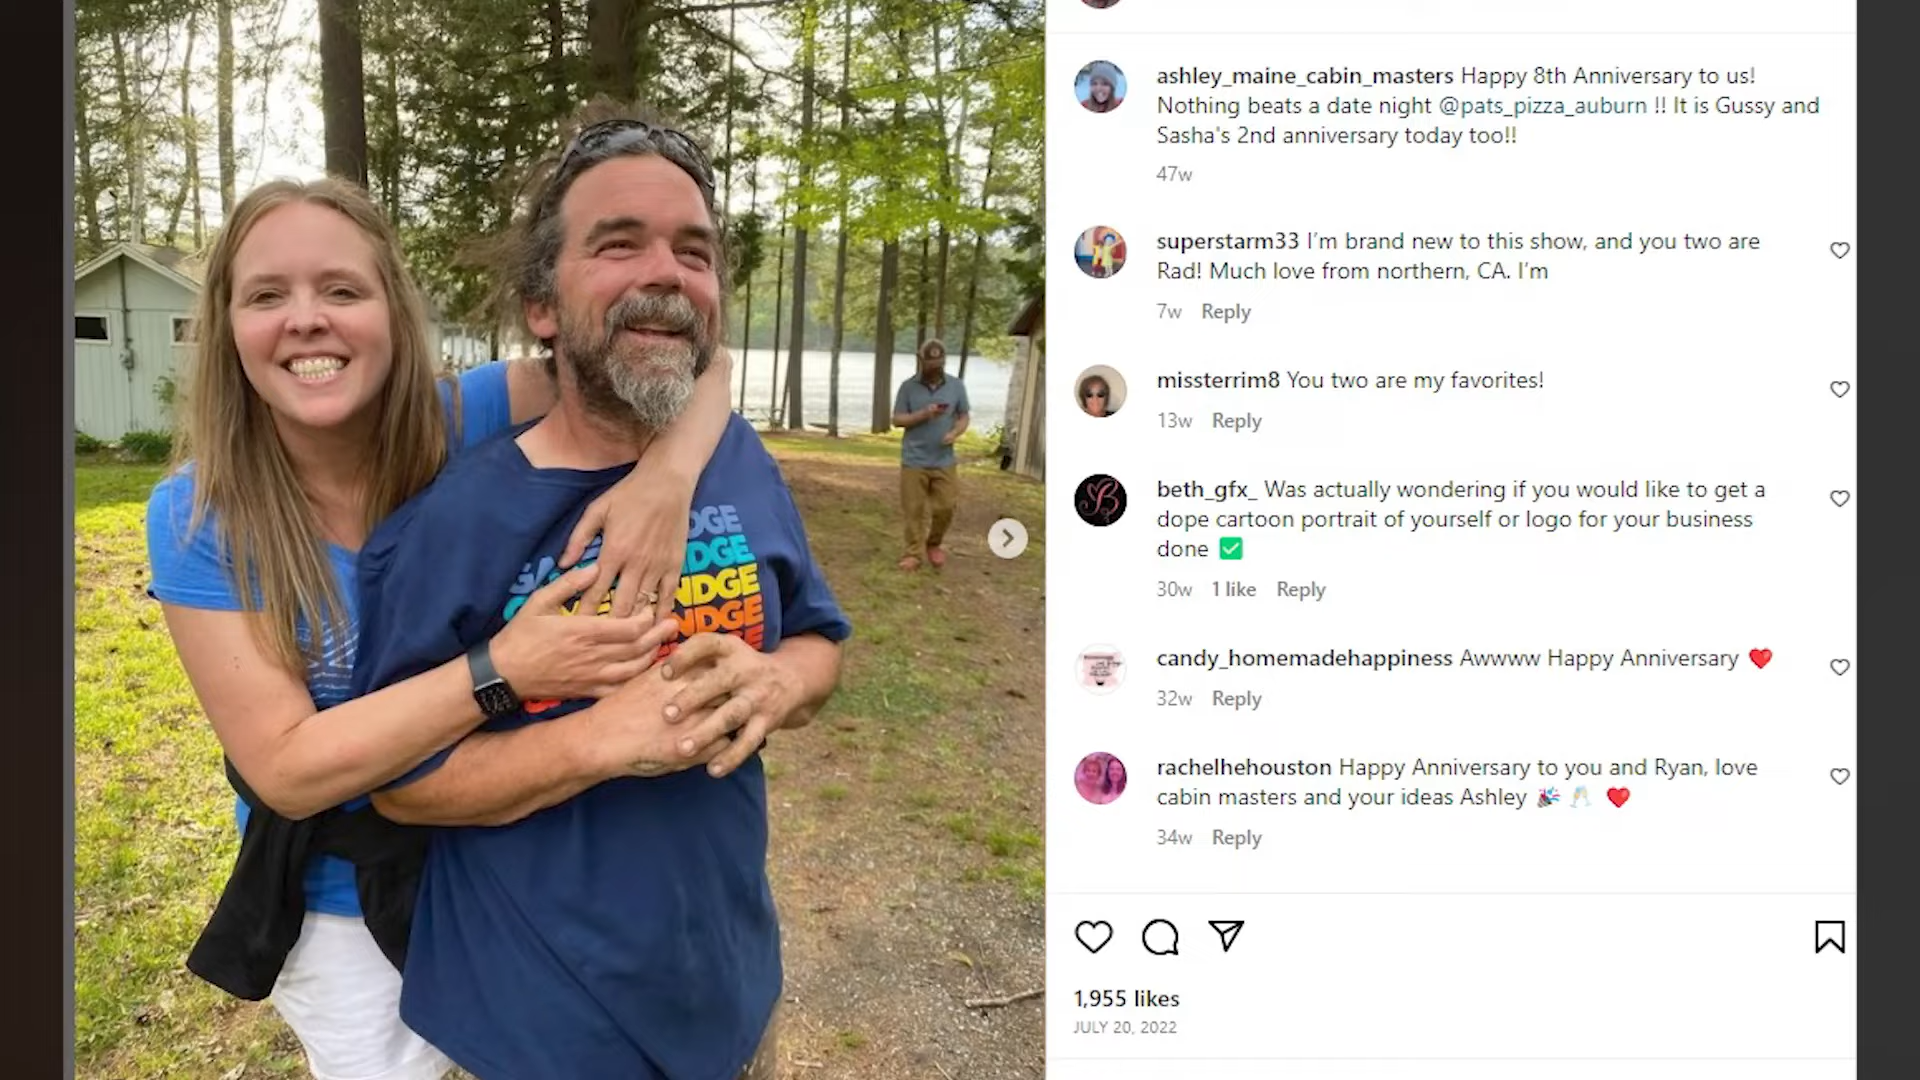 ashley_maine_cabin_masters Happy 8th Anniversary to us!
Nothing beats a date night @pats_pizza_auburn !! It is Gussy and
Sasha's 2nd anniversary today too!!
47w
superstarm33 I'm brand new to this show, and you two are
Rad! Much love from northern, CA. I'm
7w Reply
missterrim8 You two are my favorites!
13w Reply
beth_gfx_ Was actually wondering if you would like to get a
dope cartoon portrait of yourself or logo for your business
done ✅
30w 1 like Reply
candy_homemadehappiness Awwww Happy Anniversary ❤️
32w Reply
rachelhehouston Happy Anniversary to you and Ryan, love
cabin masters and your ideas Ashley 🎉 🥂 ❤️
34w Reply
1,955 likes
JULY 20, 2022